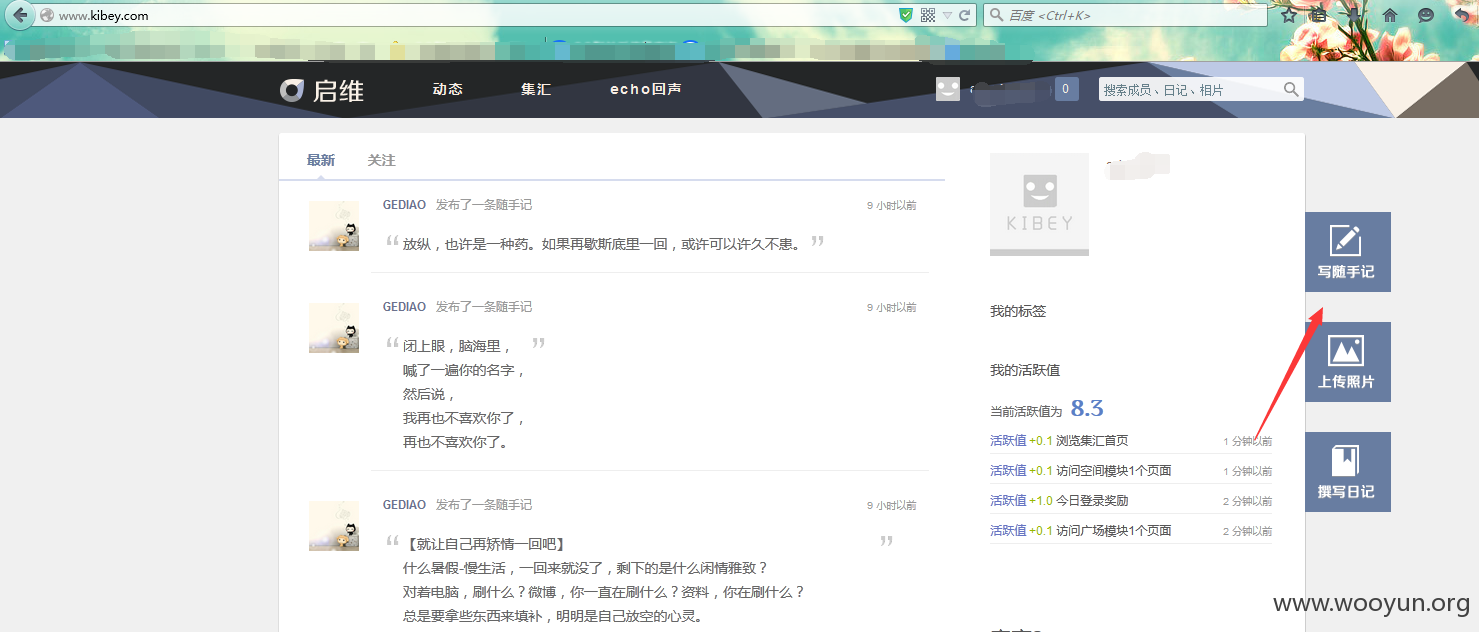 www.kibey.com
百度 <Ctrl+K>
启维
动态
集汇
echo回声
0
搜索成员、日记、相片
最新
关注
GEDIAO 发布了一条随手记
9 小时以前
“ 放纵，也许是一种药。如果再歇斯底里一回，或许可以许久不患。 ”
GEDIAO 发布了一条随手记
9 小时以前
“ 闭上眼，脑海里， ”
喊了一遍你的名字，
然后说，
我再也不喜欢你了，
再也不喜欢你了。
GEDIAO 发布了一条随手记
9 小时以前
“ 【就让自己再矫情一回吧】 ”
什么暑假-慢生活，一回来就没了，剩下的是什么闲情雅致？
对着电脑，刷什么？微博，你一直在刷什么？资料，你在刷什么？
总是要拿些东西来填补，明明是自己放空的心灵。
KIBEY
我的标签
我的活跃值
当前活跃值为 8.3
活跃值 +0.1 浏览集汇首页 1 分钟以前
活跃值 +0.1 访问空间模块1个页面 1 分钟以前
活跃值 +1.0 今日登录奖励 2 分钟以前
活跃值 +0.1 访问广场模块1个页面 2 分钟以前
写随手记
上传照片
撰写日记
www.wooyun.org